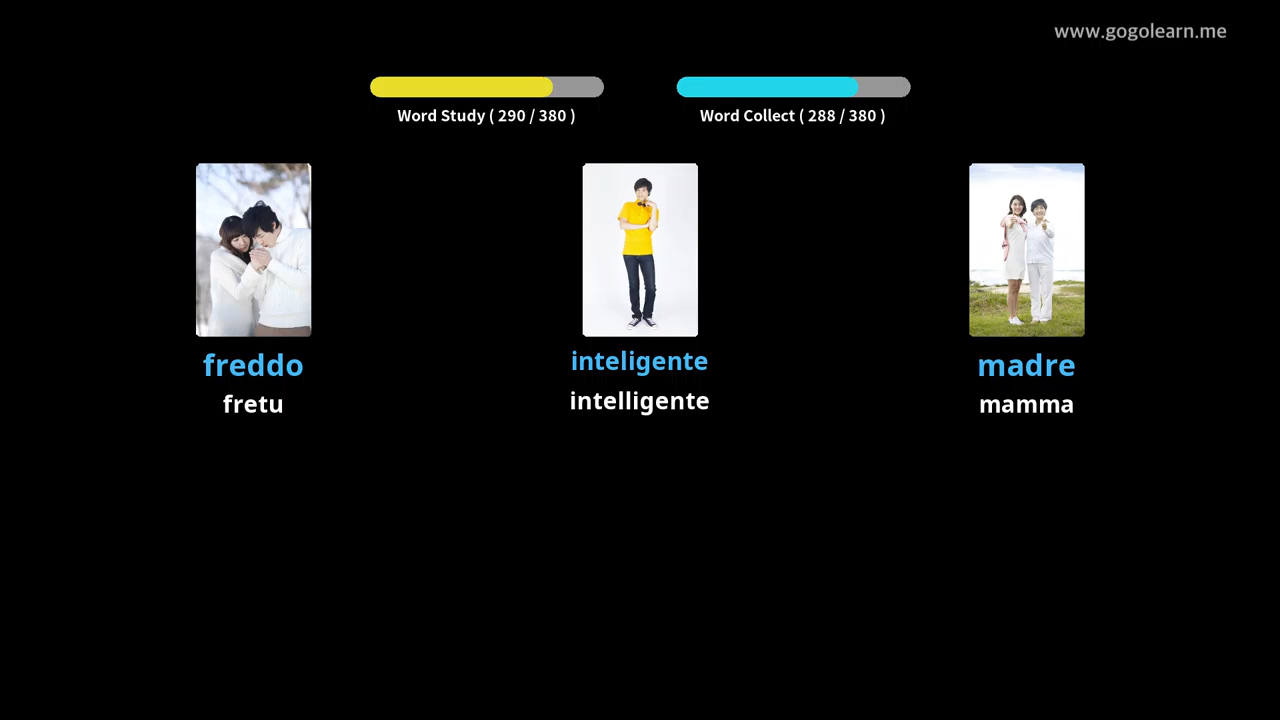 www.gogolearn.me
Word Study ( 290 / 380 )
Word Collect ( 288 / 380 )
freddo
fretu
inteligente
intelligente
madre
mamma